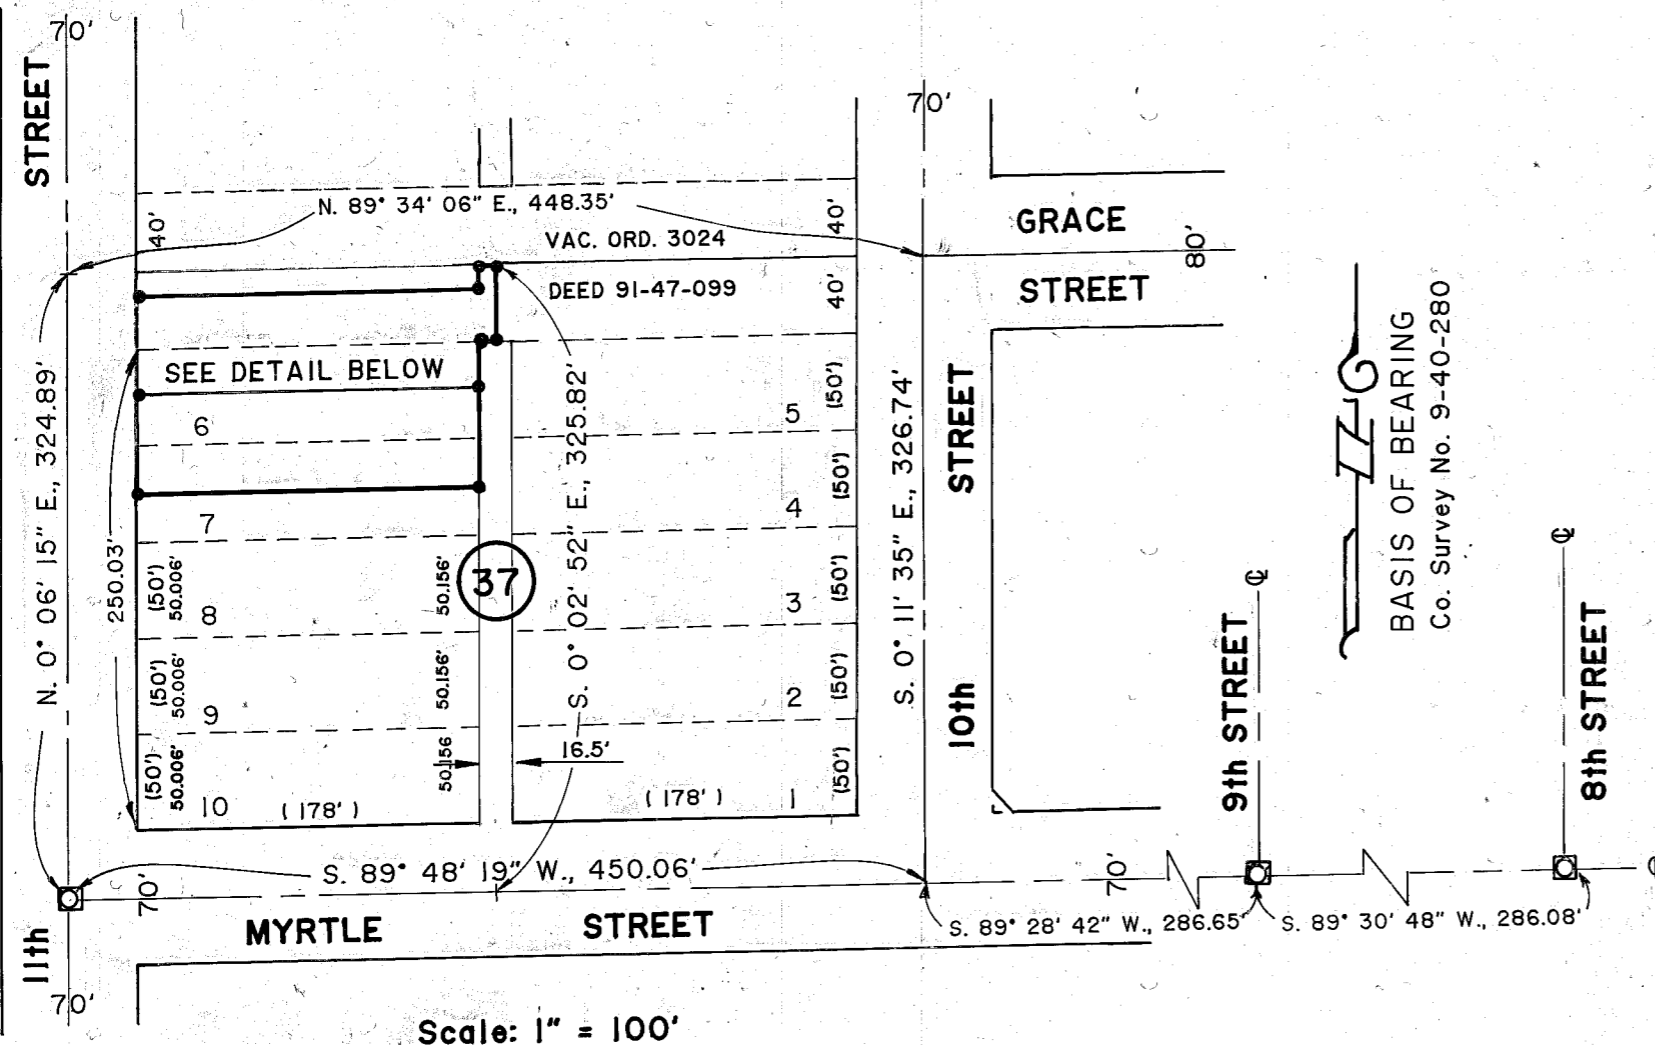 70'
STREET
70'
N. 89° 34' 06" E., 448.35'
40'
40'
VAC. ORD. 3024
GRACE
80'
DEED 91-47-099
40'
STREET
SEE DETAIL BELOW
N. 0° 06' 15" E., 324.89'
250.03'
S. 0° 02' 52" E., 325.82'
S. 0° 11' 35" E., 326.74'
STREET
10th
6
5
(50')
7
4
(50')
(50')
50.006'
8
50.156'
37
3
(50')
(50')
50.006'
9
50.156'
2
(50')
(50')
50.006'
10
(178')
50.156
16.5'
(178')
1
(50')
BASIS OF BEARING
Co. Survey No. 9-40-280
9th STREET
8th STREET
S. 89° 48' 19" W., 450.06'
70'
70'
MYRTLE STREET
S. 89° 28' 42" W., 286.65'
S. 89° 30' 48" W., 286.08'
11th
70'
Scale: 1" = 100'